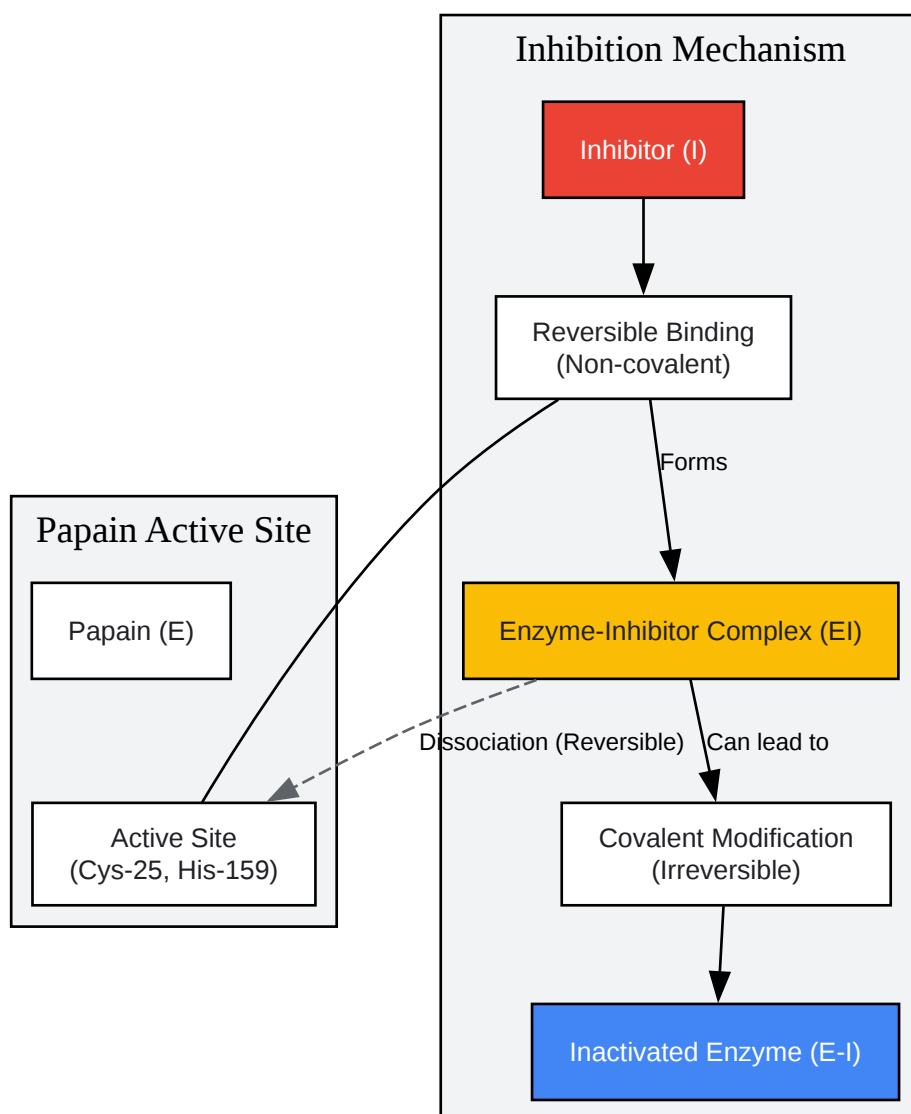 Inhibition Mechanism
Inhibitor (I)
Reversible Binding
(Non-covalent)
Forms
Papain Active Site
Papain (E)
Enzyme-Inhibitor Complex (EI)
Dissociation (Reversible)
Can lead to
Active Site
(Cys-25, His-159)
Covalent Modification
(Irreversible)
Inactivated Enzyme (E-I)